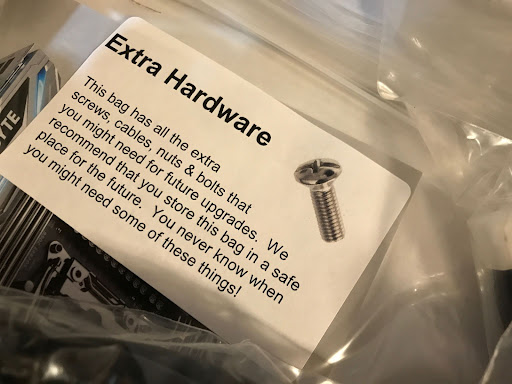 Extra Hardware
This bag has all the extra
screws, cables, nuts & bolts that
you might need for future upgrades. We
recommend that you store this bag in a safe
place for the future. You never know when
you might need some of these things!
YTE